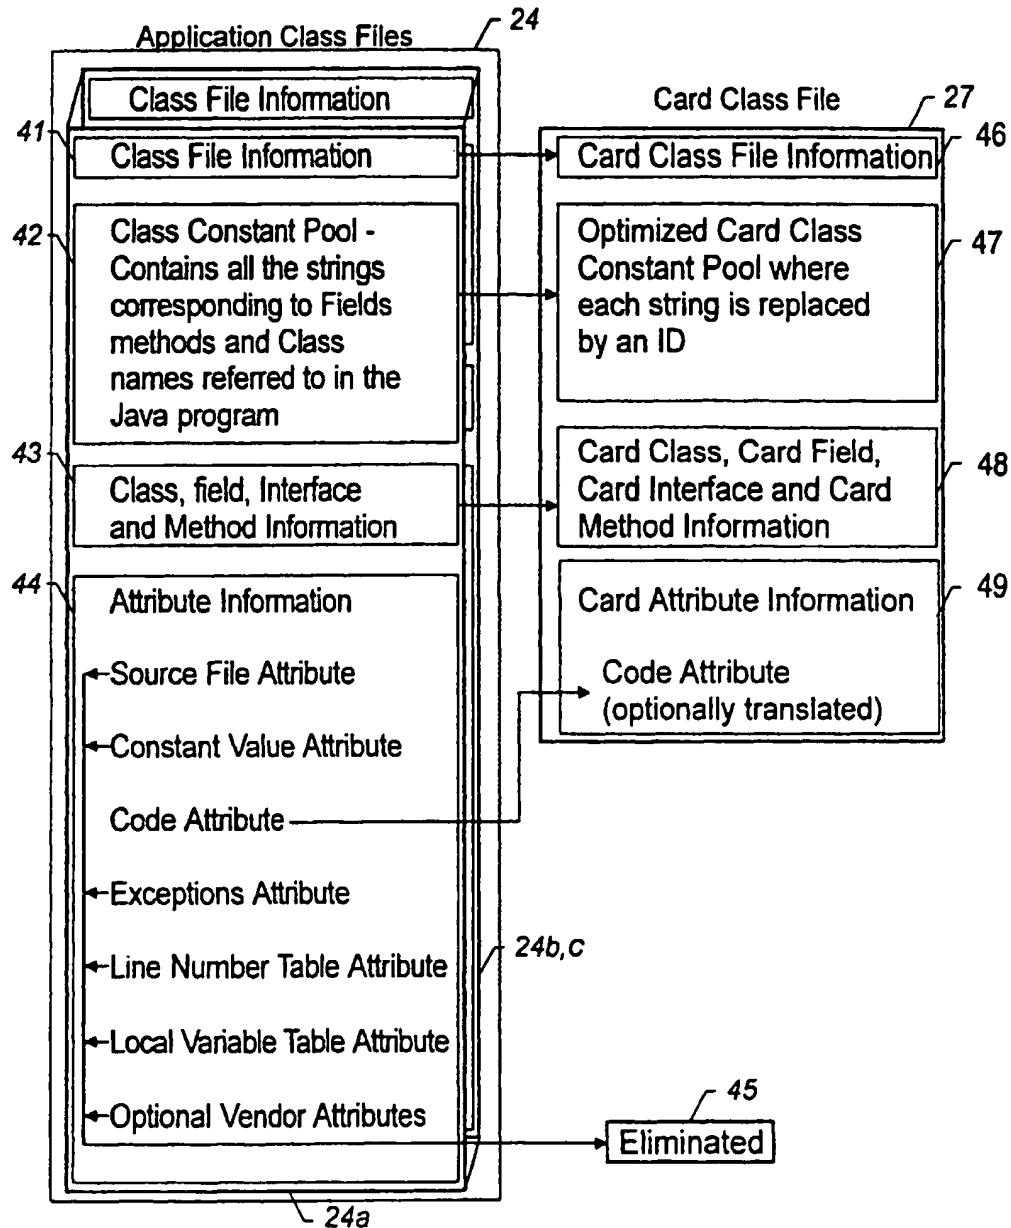 Application Class Files
24
Class File Information
41
Class File Information
42
Class Constant Pool -
Contains all the strings
corresponding to Fields
methods and Class
names referred to in the
Java program
43
Class, field, Interface
and Method Information
44
Attribute Information
Source File Attribute
Constant Value Attribute
Code Attribute
Exceptions Attribute
Line Number Table Attribute
Local Variable Table Attribute
Optional Vendor Attributes
24b,c
24a
Card Class File
27
Card Class File Information
46
Optimized Card Class
Constant Pool where
each string is replaced
by an ID
47
Card Class, Card Field,
Card Interface and Card
Method Information
48
Card Attribute Information
49
Code Attribute
(optionally translated)
45
Eliminated